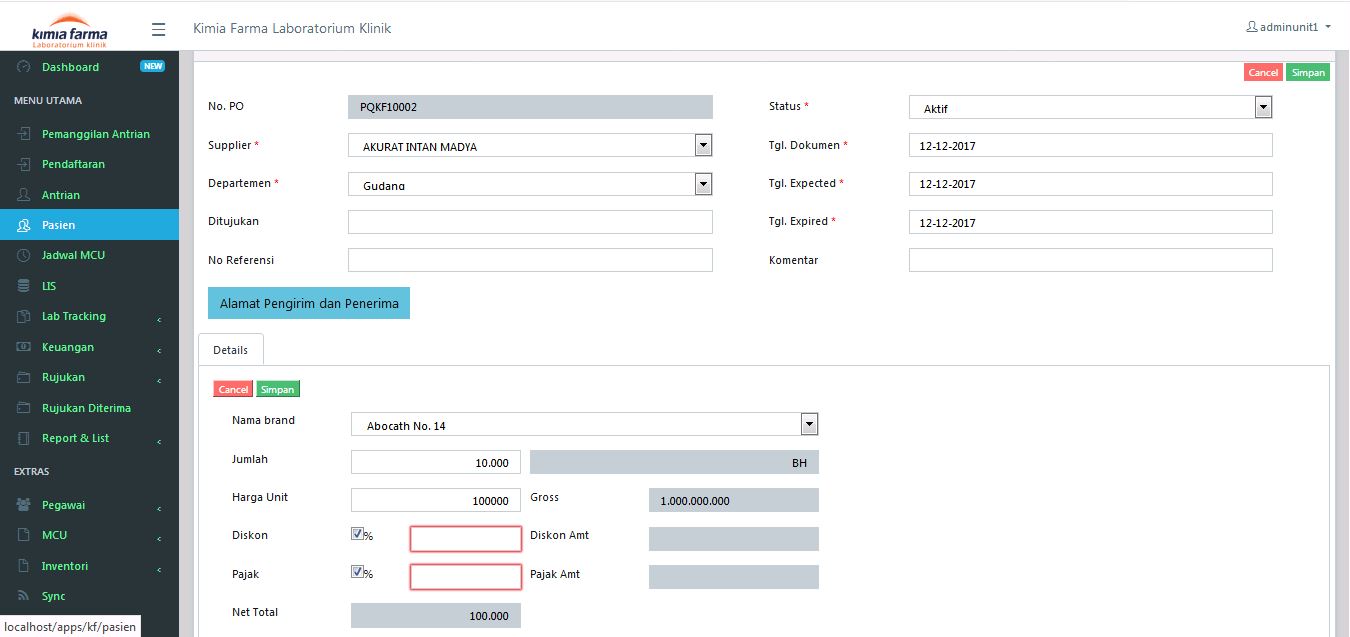 kimia farma
Laboratorium klinik
Kimia Farma Laboratorium Klinik
adminunit1
Dashboard
NEW
MENU UTAMA
Pemanggilan Antrian
Pendaftaran
Antrian
Pasien
Jadwal MCU
LIS
Lab Tracking
Keuangan
Rujukan
Rujukan Diterima
Report & List
EXTRAS
Pegawai
MCU
Inventori
Sync
localhost/apps/kf/pasien
Cancel Simpan
No. PO PQKF10002
Supplier * AKURAT INTAN MADYA
Departemen * Gudang
Ditujukan
No Referensi
Status * Aktif
Tgl. Dokumen * 12-12-2017
Tgl. Expected * 12-12-2017
Tgl. Expired * 12-12-2017
Komentar
Alamat Pengirim dan Penerima
Details
Cancel Simpan
Nama brand Abocath No. 14
Jumlah 10.000 BH
Harga Unit 100000 Gross 1.000.000.000
Diskon % Diskon Amt
Pajak % Pajak Amt
Net Total 100.000